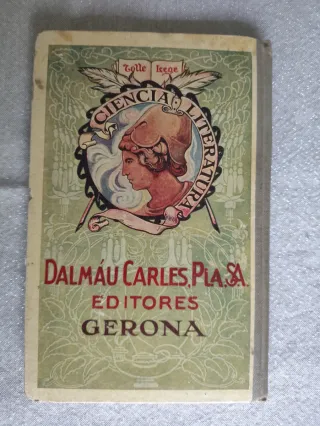 Tolle Lege
CIENCIA LITERATURA
DALMÁU CARLES, PLA, S.A.
EDITORES
GERONA